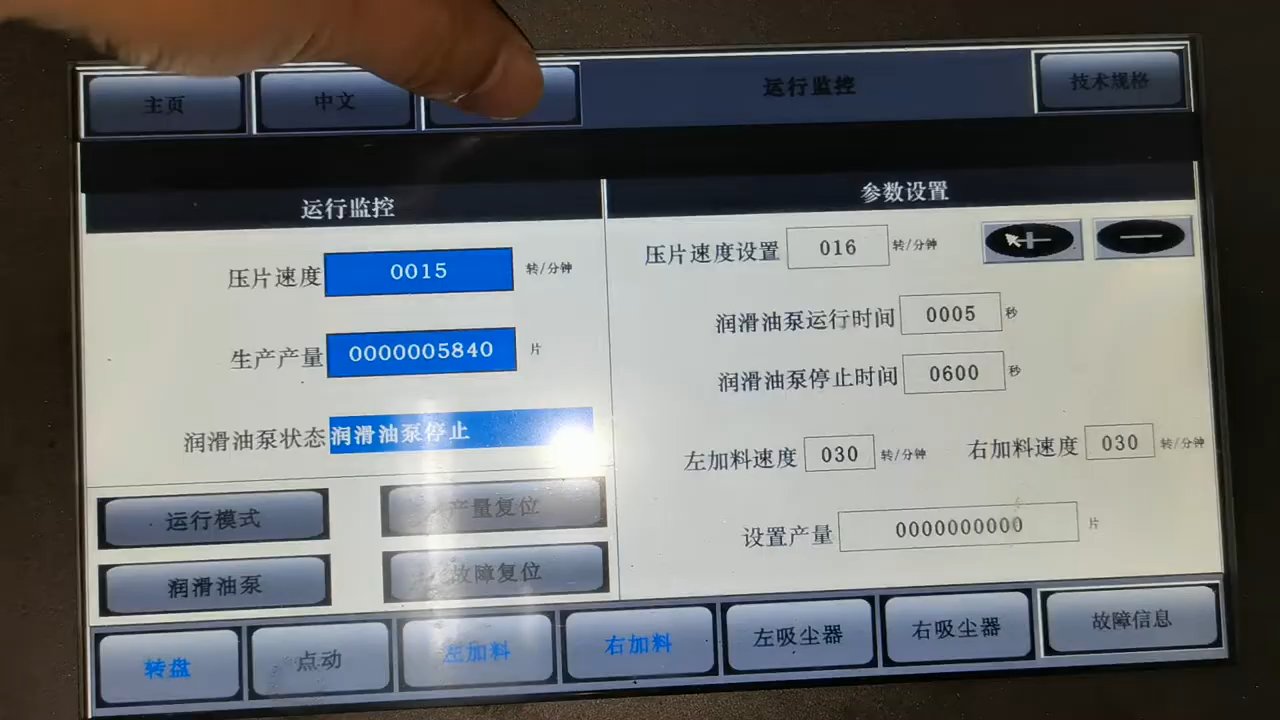 主页
中文
运行监控
技术规格
运行监控
压片速度 0015 转/分钟
生产产量 0000005840 片
润滑油泵状态 润滑油泵停止
运行模式
产量复位
润滑油泵
故障复位
参数设置
压片速度设置 016 转/分钟
润滑油泵运行时间 0005 秒
润滑油泵停止时间 0600 秒
左加料速度 030 转/分钟 右加料速度 030 转/分钟
设置产量 0000000000 片
转盘
点动
左加料
右加料
左吸尘器
右吸尘器
故障信息